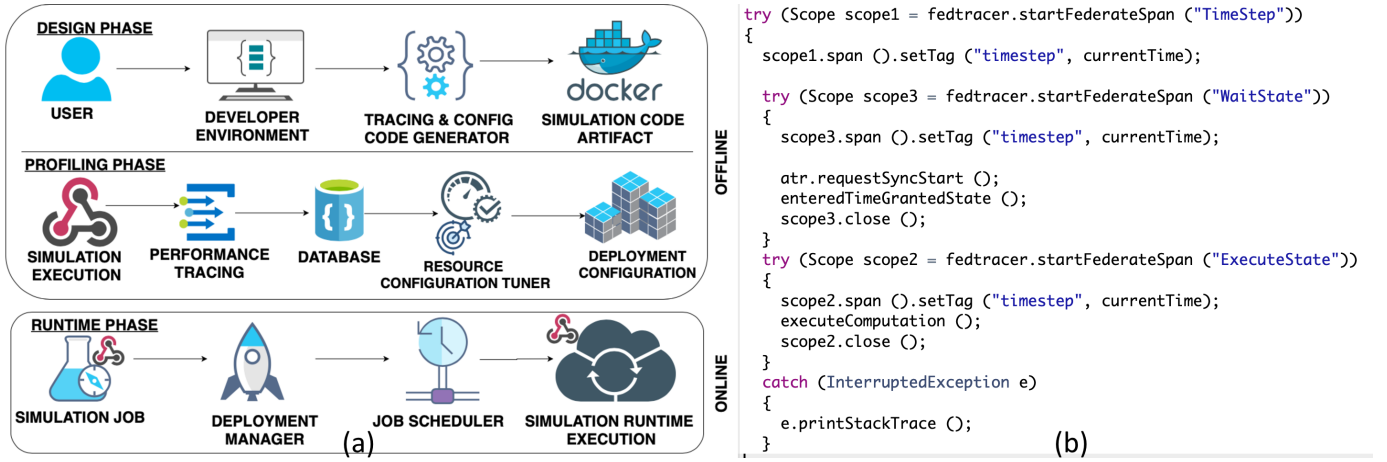 DESIGN PHASE
USER
DEVELOPER
ENVIRONMENT
TRACING & CONFIG
CODE GENERATOR
docker
SIMULATION CODE
ARTIFACT
PROFILING PHASE
SIMULATION
EXECUTION
PERFORMANCE
TRACING
DATABASE
RESOURCE
CONFIGURATION TUNER
DEPLOYMENT
CONFIGURATION
OFFLINE
RUNTIME PHASE
SIMULATION JOB
DEPLOYMENT
MANAGER
JOB SCHEDULER
SIMULATION RUNTIME
EXECUTION
ONLINE
(a)
try (Scope scope1 = fedtracer.startFederateSpan ("TimeStep"))
{
scope1.span ().setTag ("timestep", currentTime);
try (Scope scope3 = fedtracer.startFederateSpan ("WaitState"))
{
scope3.span ().setTag ("timestep", currentTime);
atr.requestSyncStart ();
enteredTimeGrantedState ();
scope3.close ();
}
try (Scope scope2 = fedtracer.startFederateSpan ("ExecuteState"))
{
scope2.span ().setTag ("timestep", currentTime);
executeComputation ();
scope2.close ();
}
catch (InterruptedException e)
{
e.printStackTrace ();
}
(b)